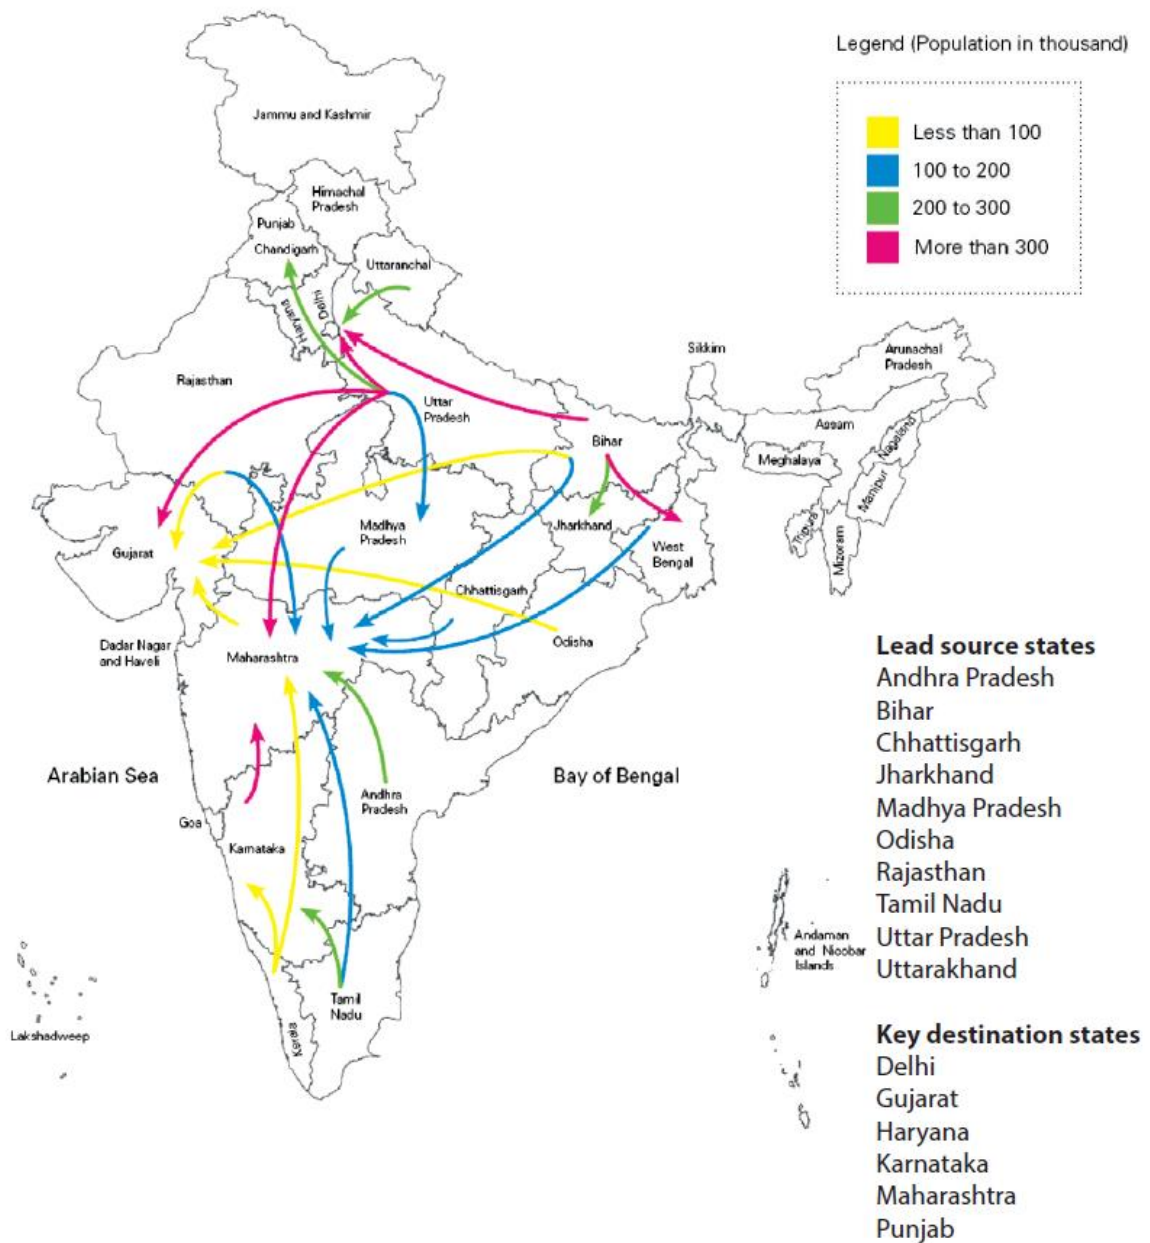 Legend (Population in thousand)
Less than 100
100 to 200
200 to 300
More than 300
Jammu and Kashmir
Himachal
Pradesh
Punjab
Chandigarh
Uttaranchal
Haryana
Delhi
Rajasthan
Uttar
Pradesh
Sikkim
Arunachal
Pradesh
Assam
Nagaland
Meghalaya
Manipur
Tripura
Mizoram
Bihar
Jharkhand
West
Bengal
Madhya
Pradesh
Gujarat
Chhattisgarh
Odisha
Dadar Nagar
and Haveli
Maharashtra
Arabian Sea
Bay of Bengal
Andhra
Pradesh
Goa
Karnataka
Tamil
Nadu
Kerala
Lakshadweep
Andaman
and Nicobar
Islands
Lead source states
Andhra Pradesh
Bihar
Chhattisgarh
Jharkhand
Madhya Pradesh
Odisha
Rajasthan
Tamil Nadu
Uttar Pradesh
Uttarakhand
Key destination states
Delhi
Gujarat
Haryana
Karnataka
Maharashtra
Punjab